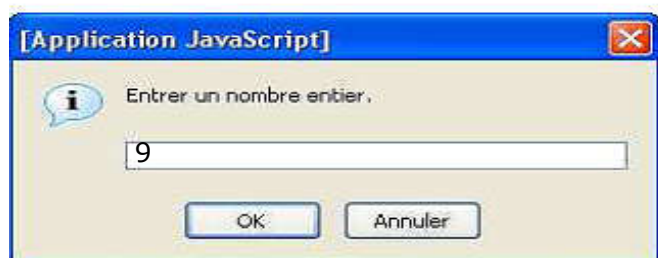 [Application JavaScript]
Entrer un nombre entier.
9
OK Annuler